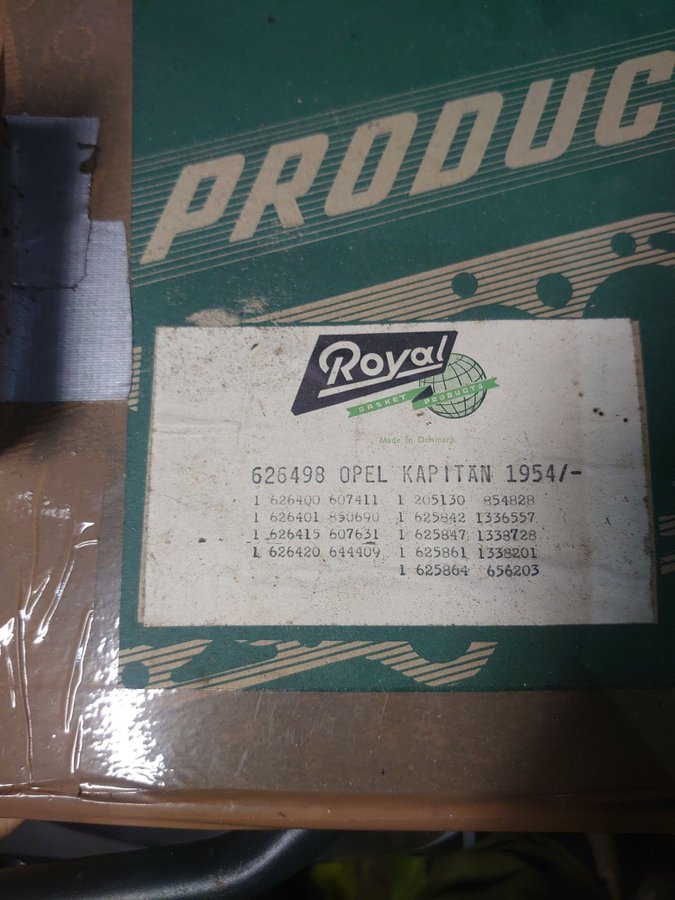 PRODUC
Royal
GASKET PRODUCTS
Made in Denmark
626498 OPEL KAPITÄN 1954/-
1 626400 607411 1 205130 854828
1 626401 850690 1 625842 1336557
1 626415 607631 1 625847 1338728
1 626420 644409 1 625861 1338201
1 625864 656203